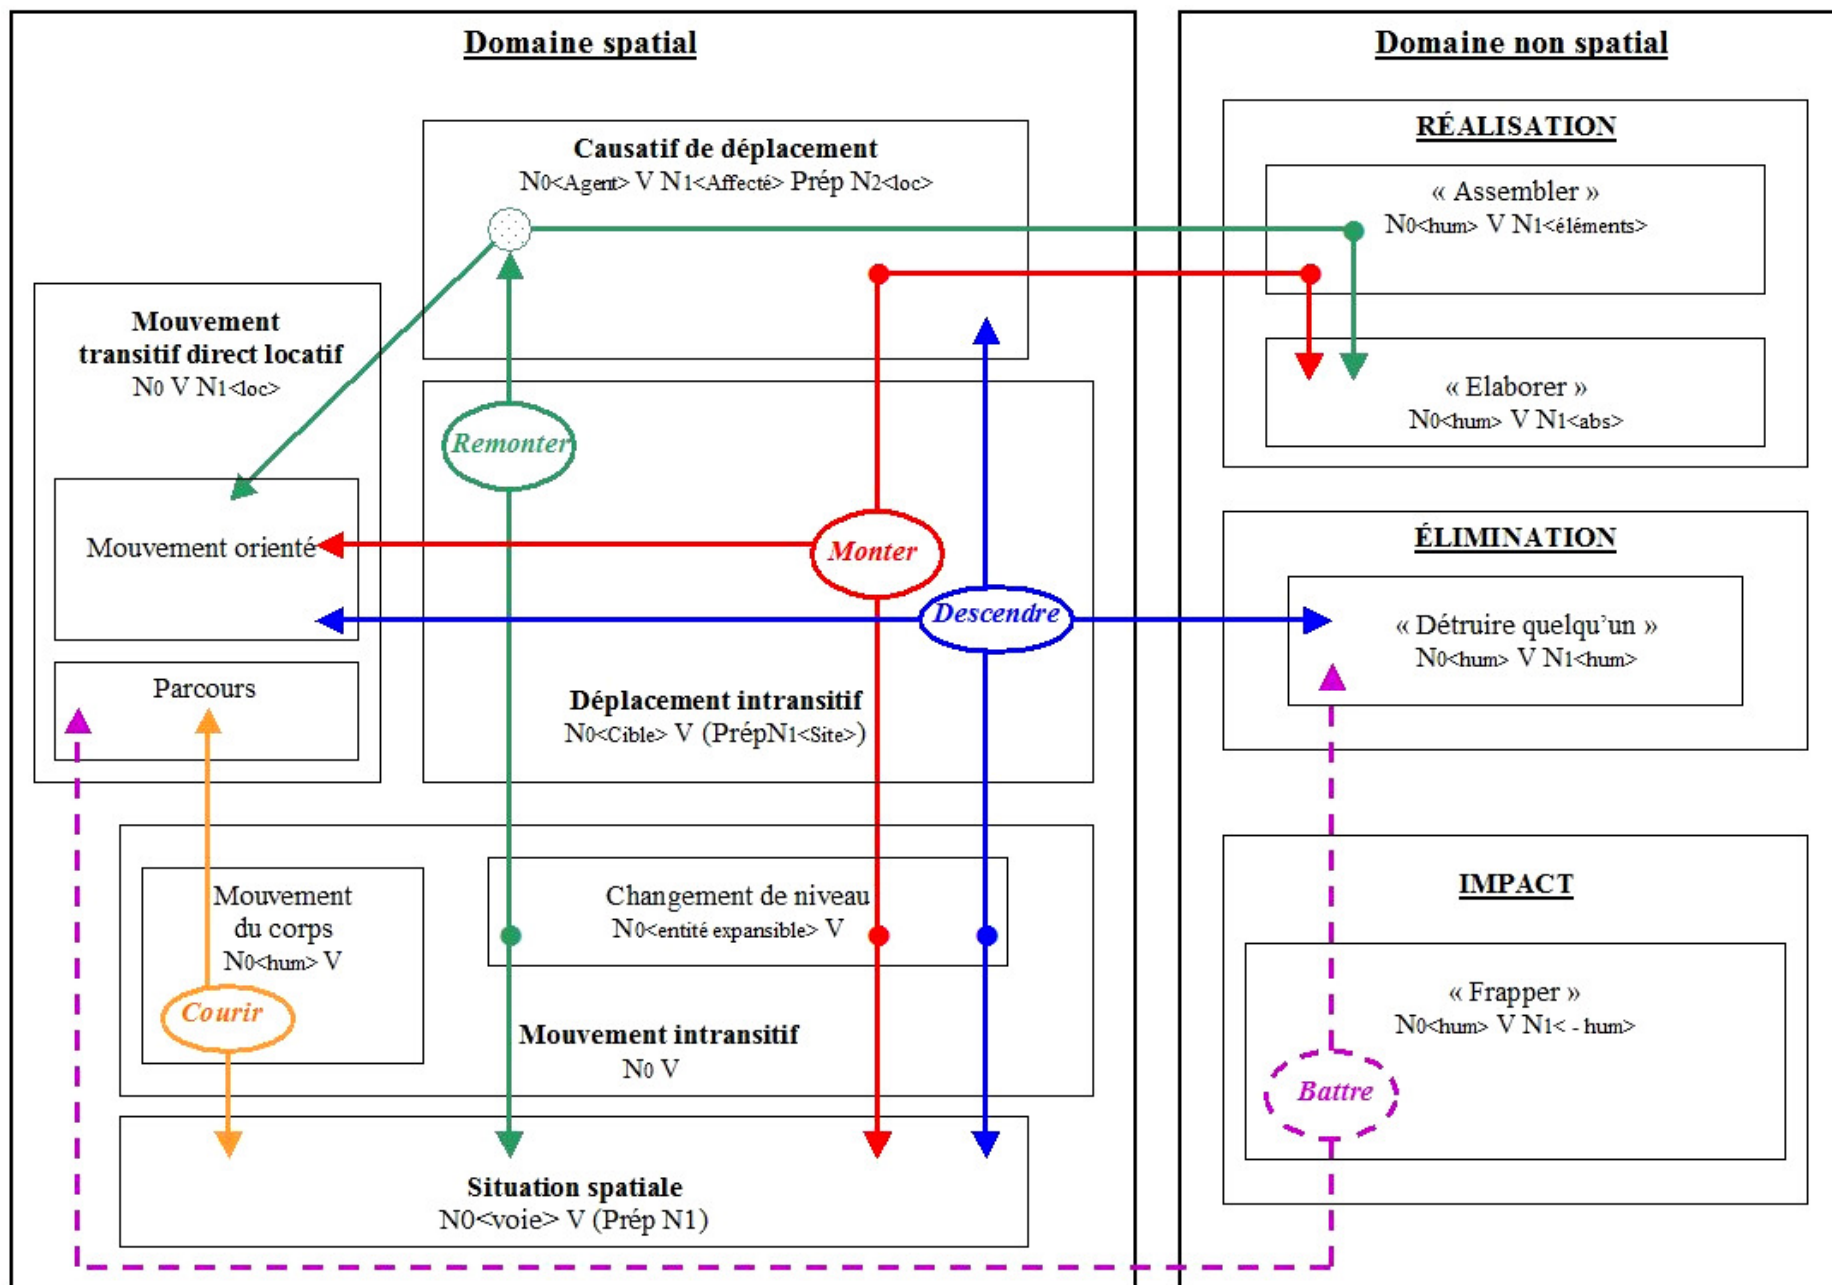 Domaine spatial
Causatif de déplacement
N0<Agent> V N1<Affecté> Prép N2<loc>
Mouvement
transitif direct locatif
N0 V N1<loc>
Remonter
Mouvement orienté
Monter
Descendre
Parcours
Déplacement intransitif
N0<Cible> V (PrépN1<Site>)
Mouvement
du corps
N0<hum> V
Changement de niveau
N0<entité expansible> V
Courir
Mouvement intransitif
N0 V
Situation spatiale
N0<voie> V (Prép N1)
Domaine non spatial
RÉALISATION
« Assembler »
N0<hum> V N1<éléments>
« Elaborer »
N0<hum> V N1<abs>
ÉLIMINATION
« Détruire quelqu’un »
N0<hum> V N1<hum>
IMPACT
« Frapper »
N0<hum> V N1< - hum>
Battre